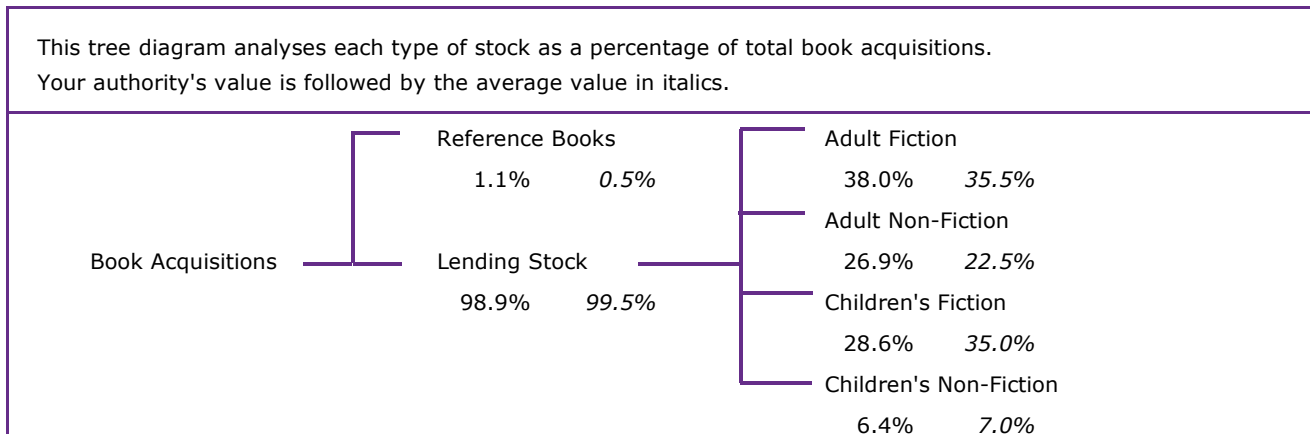 This tree diagram analyses each type of stock as a percentage of total book acquisitions.
Your authority's value is followed by the average value in italics.
Reference Books
1.1% 0.5%
Book Acquisitions
Lending Stock
98.9% 99.5%
Adult Fiction
38.0% 35.5%
Adult Non-Fiction
26.9% 22.5%
Children's Fiction
28.6% 35.0%
Children's Non-Fiction
6.4% 7.0%